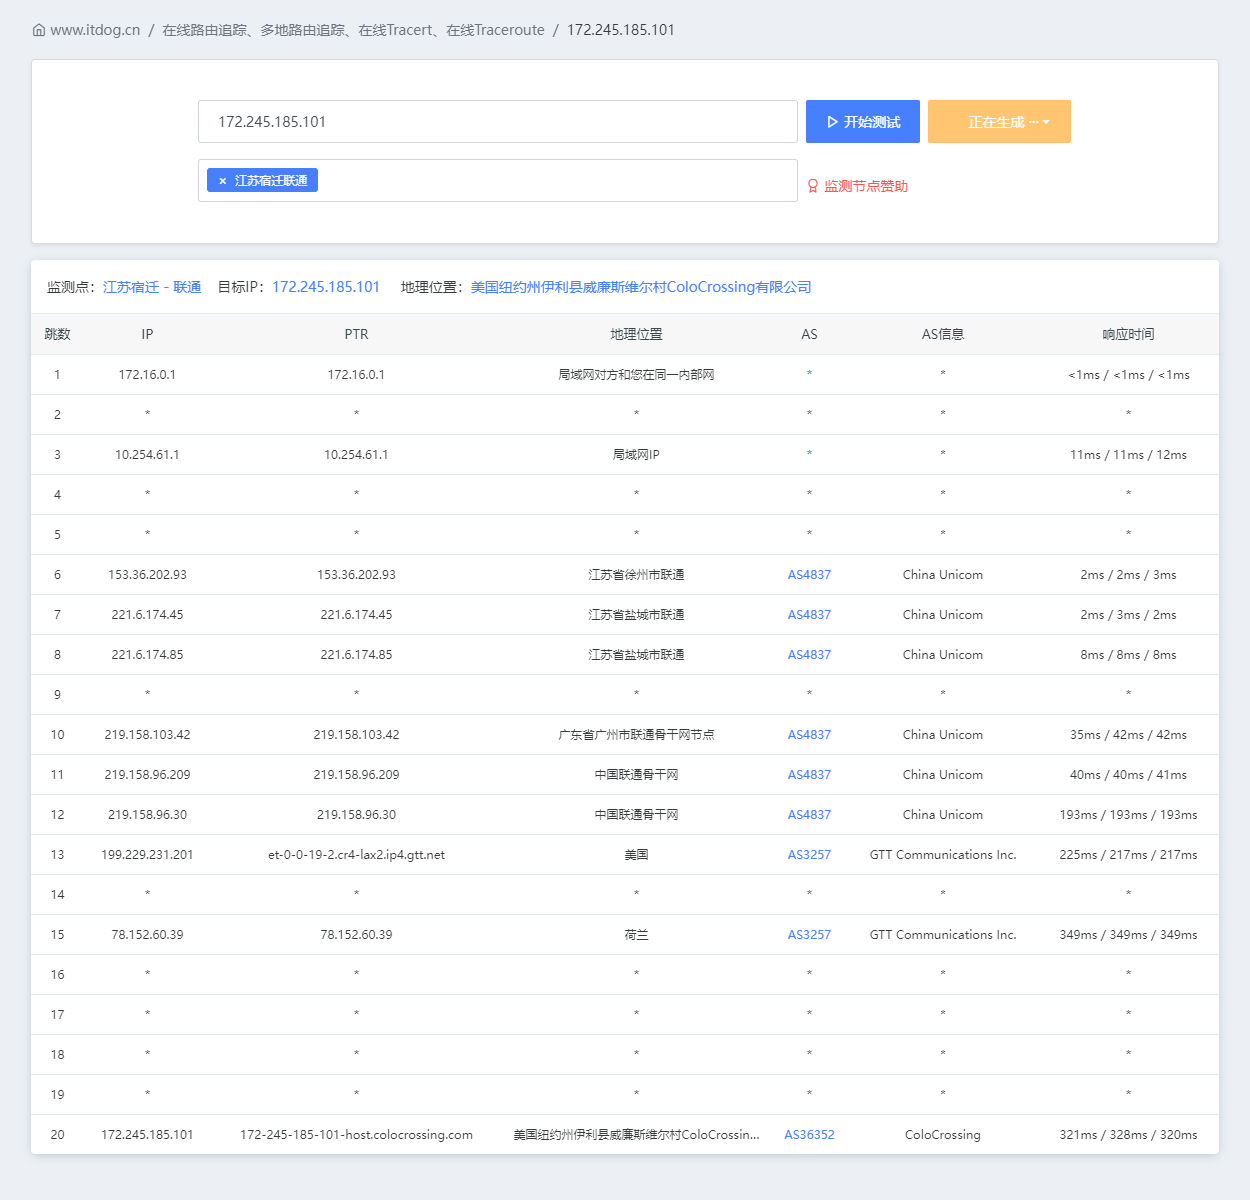 www.itdog.cn / 在线路由追踪、多地路由追踪、在线Tracert、在线Traceroute / 172.245.185.101
172.245.185.101 开始测试 正在生成 ···
× 江苏宿迁联通 监测节点赞助
监测点：江苏宿迁 - 联通 目标IP：172.245.185.101 地理位置：美国纽约州伊利县威廉斯维尔村ColoCrossing有限公司
跳数 IP PTR 地理位置 AS AS信息 响应时间
1 172.16.0.1 172.16.0.1 局域网对方和您在同一内部网 * * <1ms / <1ms / <1ms
2 * * * * * *
3 10.254.61.1 10.254.61.1 局域网IP * * 11ms / 11ms / 12ms
4 * * * * * *
5 * * * * * *
6 153.36.202.93 153.36.202.93 江苏省徐州市联通 AS4837 China Unicom 2ms / 2ms / 3ms
7 221.6.174.45 221.6.174.45 江苏省盐城市联通 AS4837 China Unicom 2ms / 3ms / 2ms
8 221.6.174.85 221.6.174.85 江苏省盐城市联通 AS4837 China Unicom 8ms / 8ms / 8ms
9 * * * * * *
10 219.158.103.42 219.158.103.42 广东省广州市联通骨干网节点 AS4837 China Unicom 35ms / 42ms / 42ms
11 219.158.96.209 219.158.96.209 中国联通骨干网 AS4837 China Unicom 40ms / 40ms / 41ms
12 219.158.96.30 219.158.96.30 中国联通骨干网 AS4837 China Unicom 193ms / 193ms / 193ms
13 199.229.231.201 et-0-0-19-2.cr4-lax2.ip4.gtt.net 美国 AS3257 GTT Communications Inc. 225ms / 217ms / 217ms
14 * * * * * *
15 78.152.60.39 78.152.60.39 荷兰 AS3257 GTT Communications Inc. 349ms / 349ms / 349ms
16 * * * * * *
17 * * * * * *
18 * * * * * *
19 * * * * * *
20 172.245.185.101 172-245-185-101-host.colocrossing.com 美国纽约州伊利县威廉斯维尔村ColoCrossin... AS36352 ColoCrossing 321ms / 328ms / 320ms